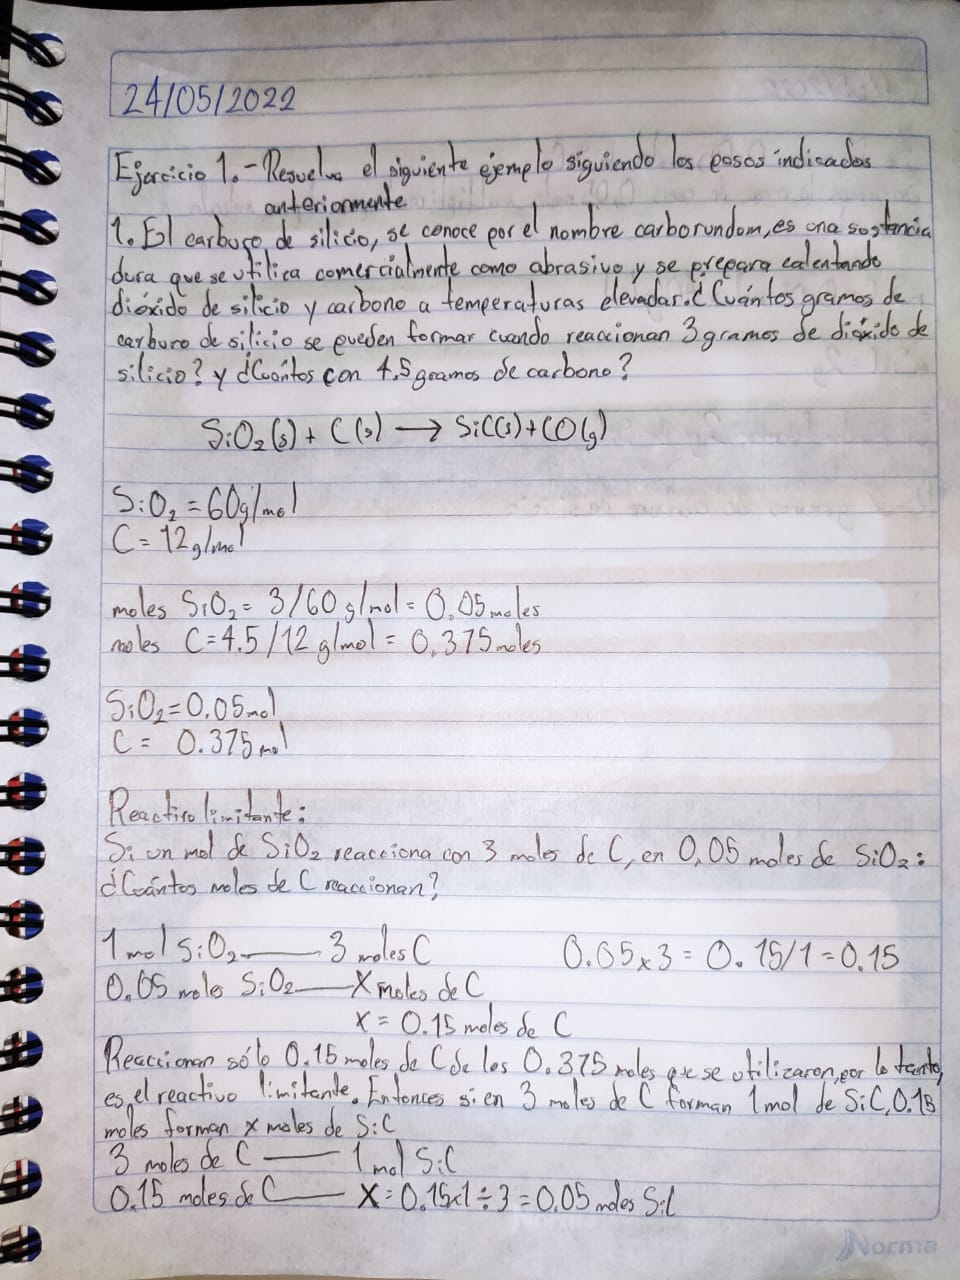 24/05/2022
Ejercicio 1.- Resuelva el siguiente ejemplo siguiendo los pasos indicados
anteriormente
1. El carburo de silicio, se conoce por el nombre carborundom, es una sostancia
dura que se utilica comercialmente como abrasivo y se prepara calentando
dióxido de silicio y carbono a temperaturas elevadar. ¿Cuántos gramos de
carburo de silicio se pueden formar cuando reaccionan 3 gramos de dióxido de
silicio? y ¿Cuántos con 4.5 gramos de carbono?
SiO₂(s) + C(s) → SiC(s) + CO(g)
SiO₂ = 60g/mol
C = 12g/mol
moles SiO₂ = 3/60 g/mol = 0.05 moles
moles C = 4.5/12 g/mol = 0.375 moles
SiO₂ = 0.05 mol
C = 0.375 mol
Reactivo limitante:
Si un mol de SiO₂ reacciona con 3 moles de C, en 0,05 moles de SiO₂:
¿Cuántos moles de C reaccionan?
1 mol SiO₂ —— 3 moles C 0.05 x 3 = 0.15/1 = 0.15
0,05 moles SiO₂ —— X moles de C
X = 0.15 moles de C
Reaccionan sólo 0.15 moles de C de los 0.375 moles que se utilizaron, por lo tanto,
es el reactivo limitante. Entonces si en 3 moles de C forman 1 mol de SiC, 0.15
moles forman x moles de SiC
3 moles de C —— 1 mol SiC
0.15 moles de C —— X = 0.15x1 ÷ 3 = 0.05 moles SiC
Norma